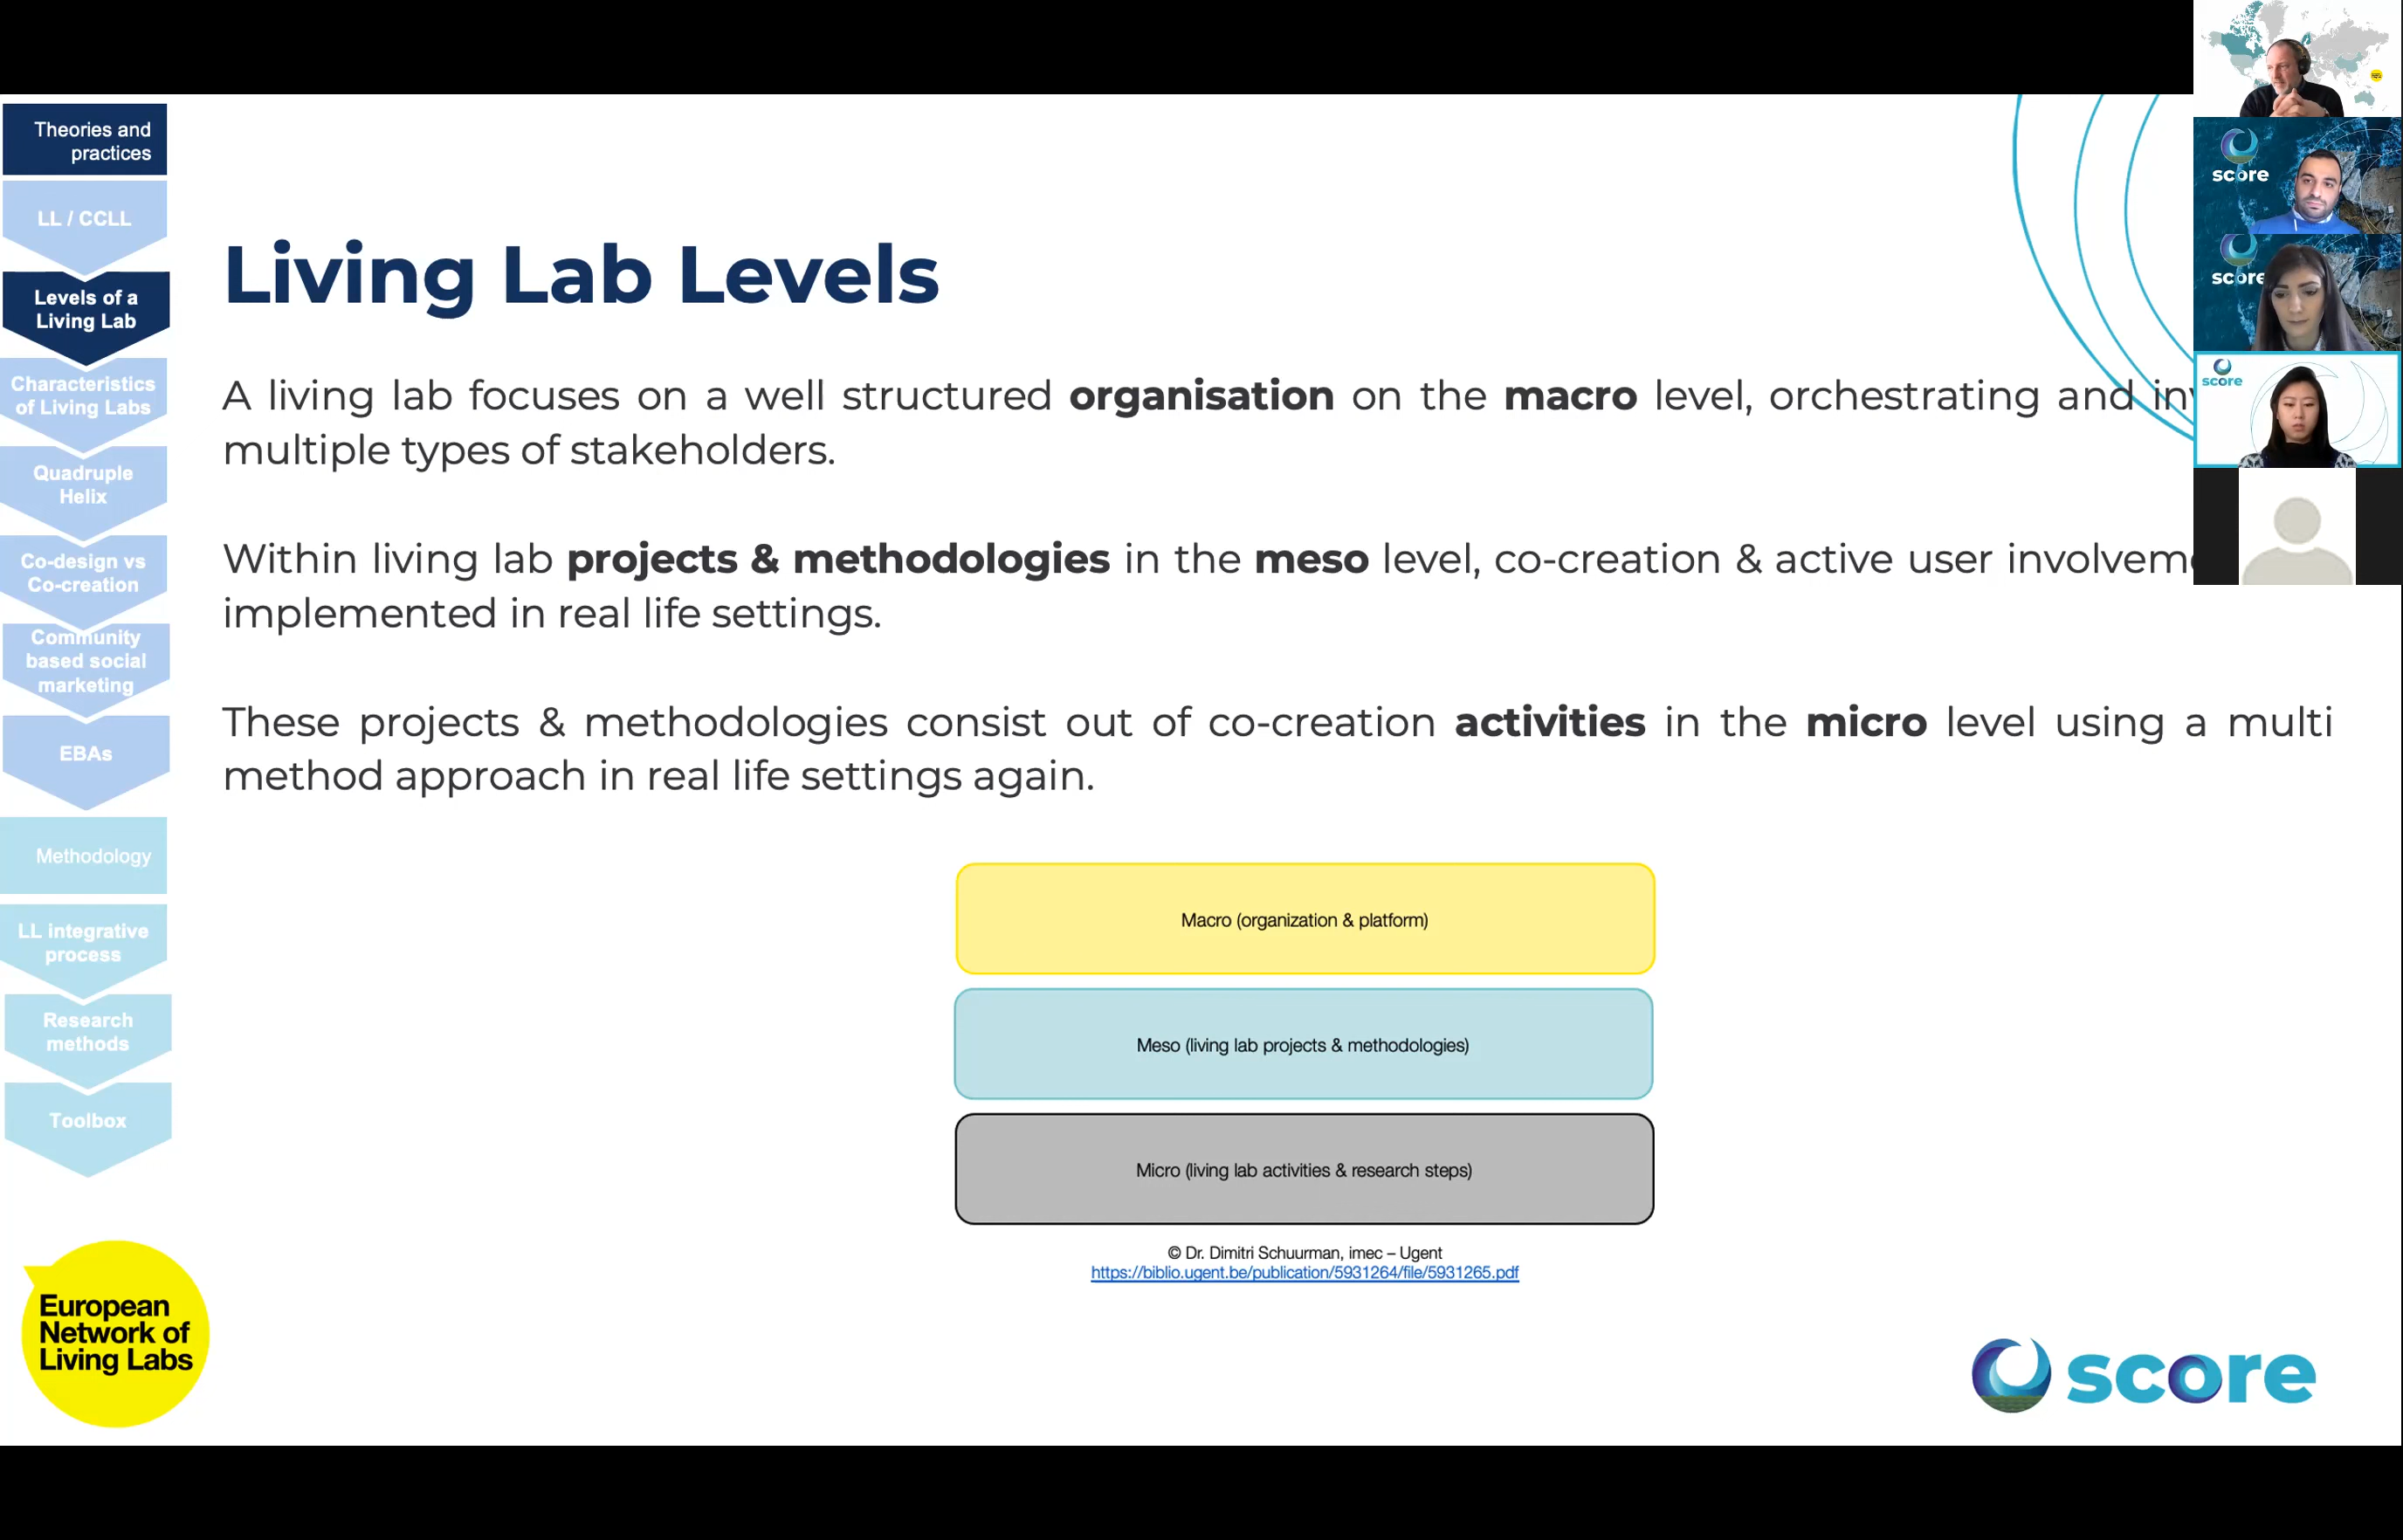 Theories and
practices
LL / CCLL
Levels of a
Living Lab
Characteristics
of Living Labs
Quadruple
Helix
Co-design vs
Co-creation
Community
based social
marketing
EBAs
Methodology
LL integrative
process
Research
methods
Toolbox
Living Lab Levels
A living lab focuses on a well structured organisation on the macro level, orchestrating and
multiple types of stakeholders.
Within living lab projects & methodologies in the meso level, co-creation & active user
implemented in real life settings.
These projects & methodologies consist out of co-creation activities in the micro level using a multi
method approach in real life settings again.
Macro (organization & platform)
Meso (living lab projects & methodologies)
Micro (living lab activities & research steps)
© Dr. Dimitri Schuurman, imec – Ugent
https://biblio.ugent.be/publication/5931264/file/5931265.pdf
European
Network of
Living Labs
score
score
score
score